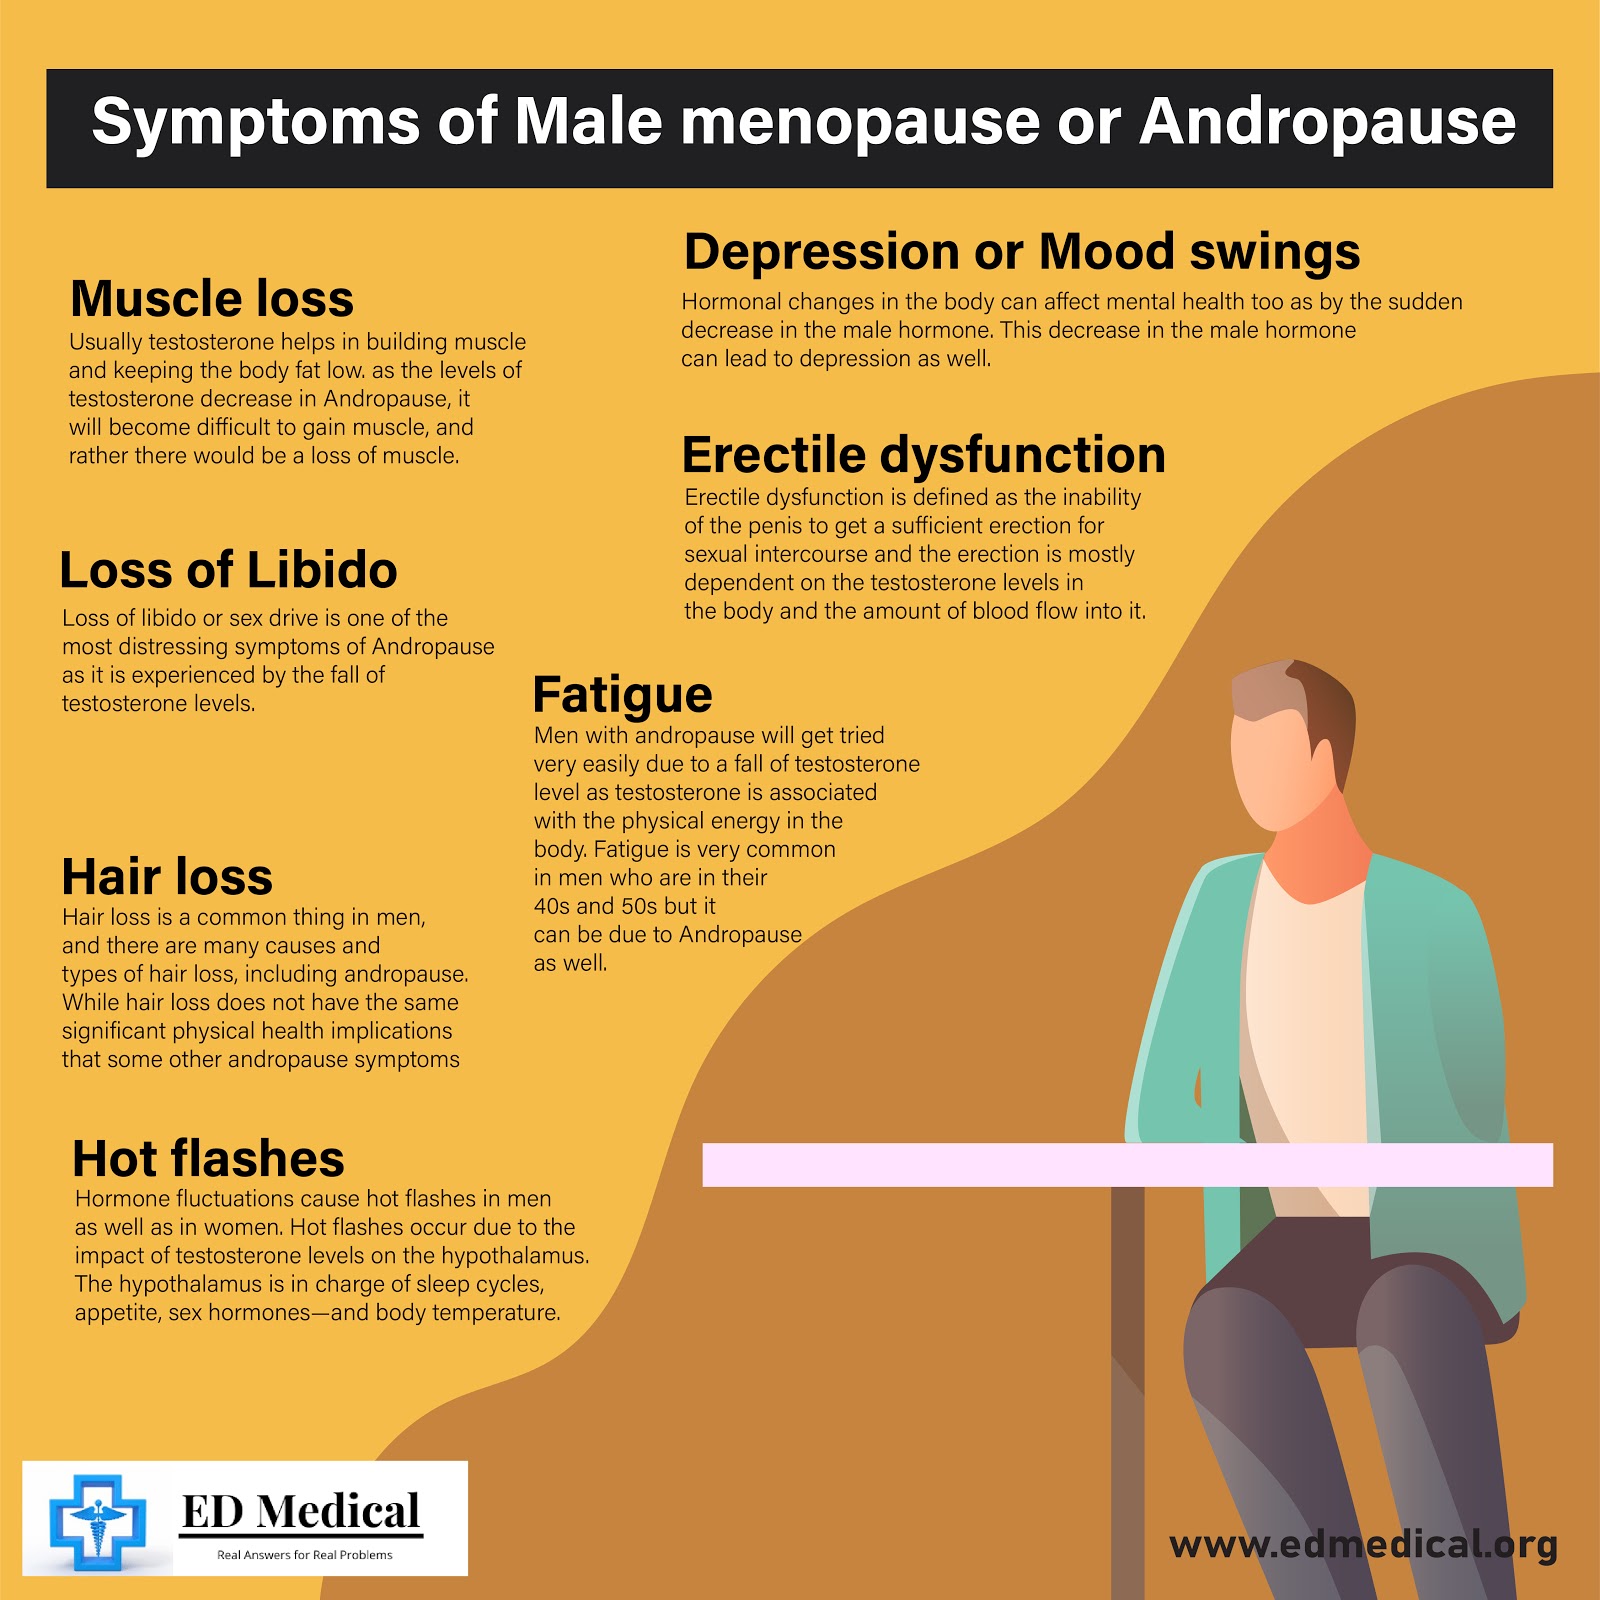 Symptoms of Male menopause or Andropause
Muscle loss
Usually testosterone helps in building muscle
and keeping the body fat low. as the levels of
testosterone decrease in Andropause, it
will become difficult to gain muscle, and
rather there would be a loss of muscle.
Depression or Mood swings
Hormonal changes in the body can affect mental health too as by the sudden
decrease in the male hormone. This decrease in the male hormone
can lead to depression as well.
Erectile dysfunction
Erectile dysfunction is defined as the inability
of the penis to get a sufficient erection for
sexual intercourse and the erection is mostly
dependent on the testosterone levels in
the body and the amount of blood flow into it.
Loss of Libido
Loss of libido or sex drive is one of the
most distressing symptoms of Andropause
as it is experienced by the fall of
testosterone levels.
Fatigue
Men with andropause will get tried
very easily due to a fall of testosterone
level as testosterone is associated
with the physical energy in the
body. Fatigue is very common
in men who are in their
40s and 50s but it
can be due to Andropause
as well.
Hair loss
Hair loss is a common thing in men,
and there are many causes and
types of hair loss, including andropause.
While hair loss does not have the same
significant physical health implications
that some other andropause symptoms
Hot flashes
Hormone fluctuations cause hot flashes in men
as well as in women. Hot flashes occur due to the
impact of testosterone levels on the hypothalamus.
The hypothalamus is in charge of sleep cycles,
appetite, sex hormones—and body temperature.
ED Medical
Real Answers for Real Problems
www.edmedical.org